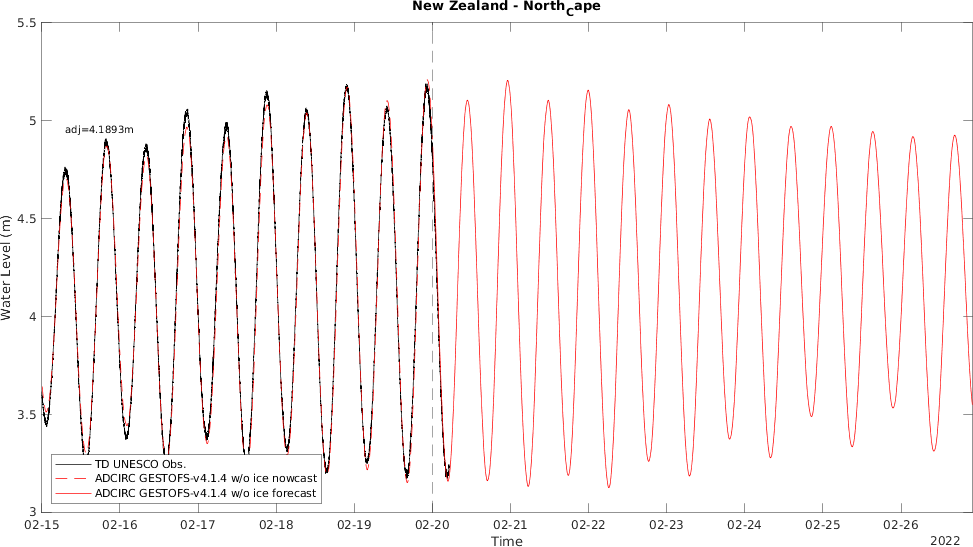 New Zealand - NorthCape
5.5
5
4.5
4
3.5
3
Water Level (m)
adj=4.1893m
TD UNESCO Obs.
ADCIRC GESTOFS-v4.1.4 w/o ice nowcast
ADCIRC GESTOFS-v4.1.4 w/o ice forecast
02-15 02-16 02-17 02-18 02-19 02-20 02-21 02-22 02-23 02-24 02-25 02-26
Time
2022